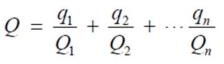 Q = q₁/Q₁ + q₂/Q₂ + ⋯ qₙ/Qₙ